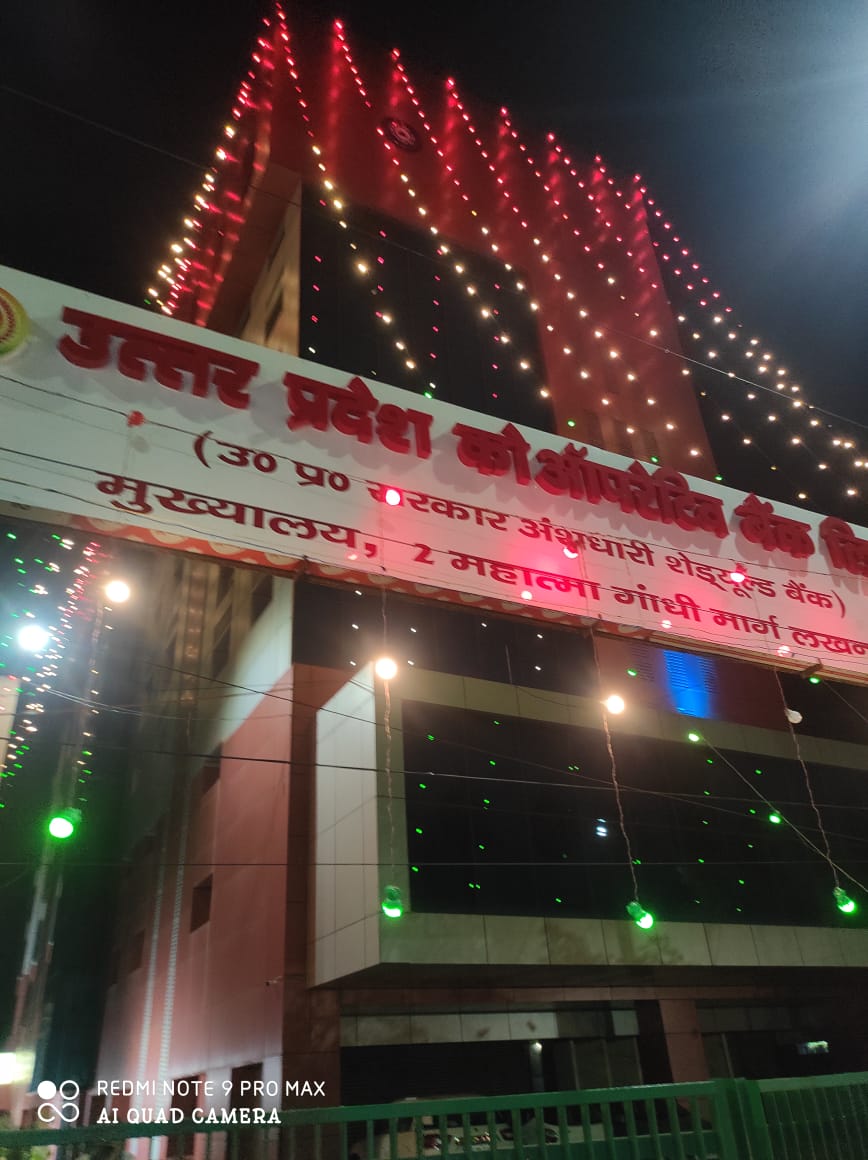 उत्तर प्रदेश को ऑपरेटिव बैंक
(उ० प्र० सरकार अंशधारी शेड्यूल्ड बैंक)
मुख्यालय, 2 महात्मा गांधी मार्ग
REDMI NOTE 9 PRO MAX
AI QUAD CAMERA